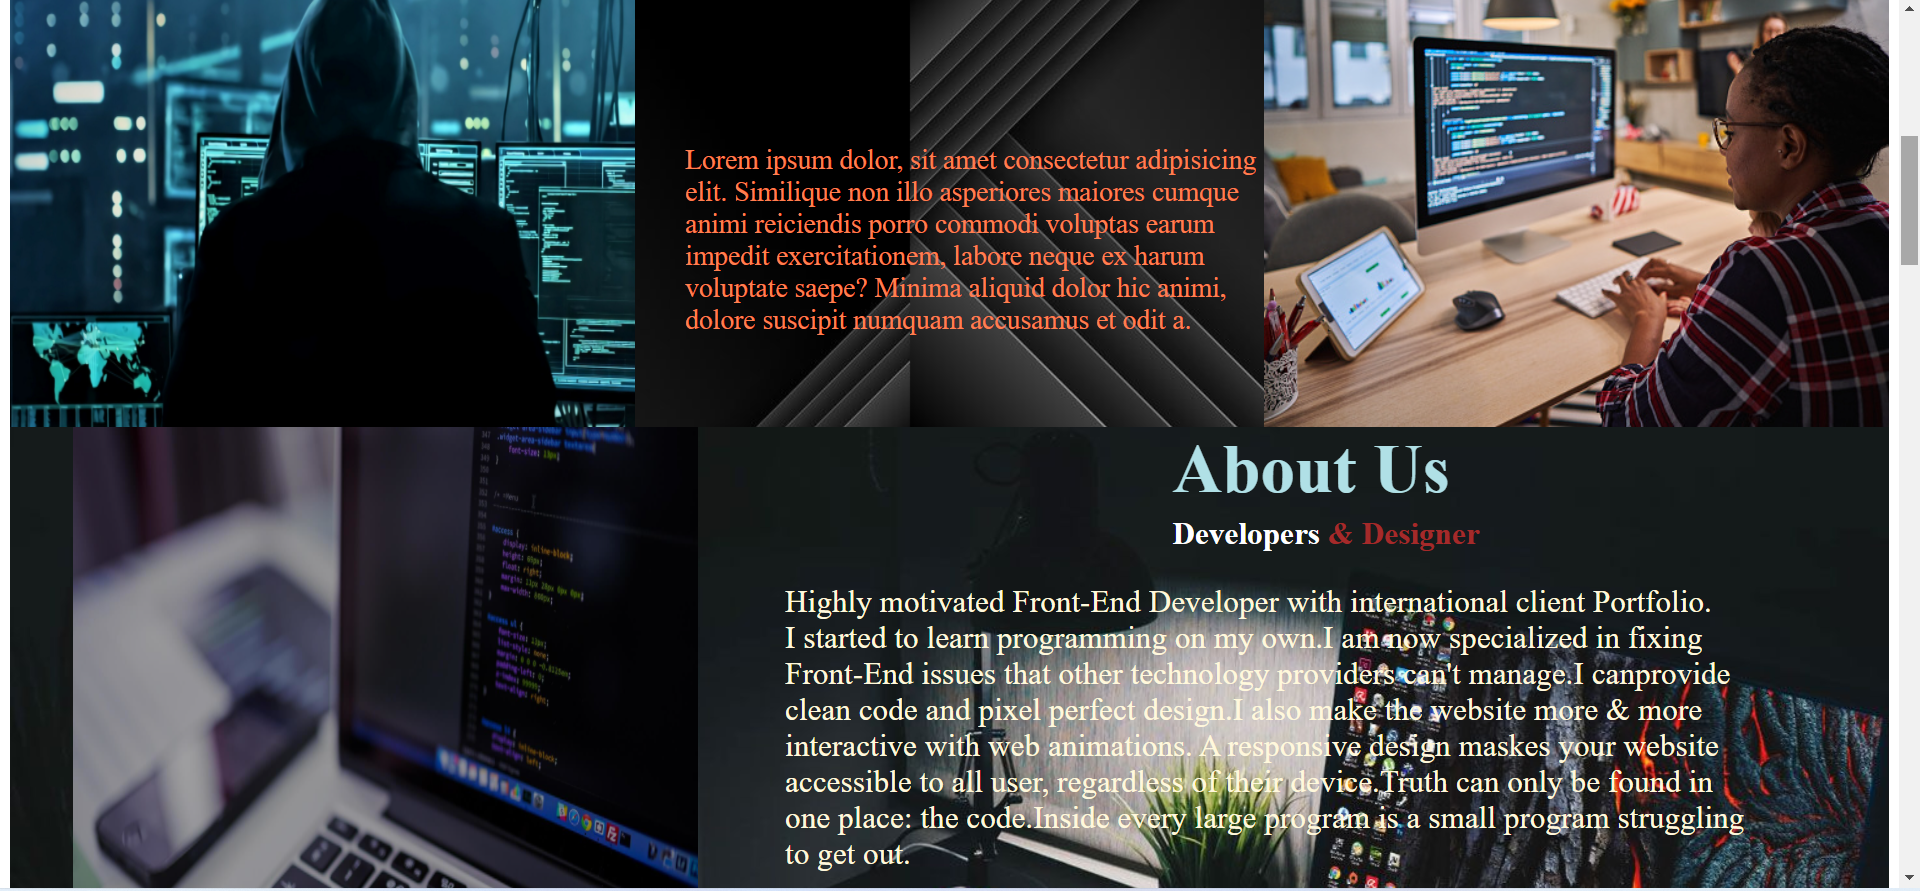 Lorem ipsum dolor, sit amet consectetur adipisicing
elit. Similique non illo asperiores maiores cumque
animi reiciendis porro commodi voluptas earum
impedit exercitationem, labore neque ex harum
voluptate saepe? Minima aliquid dolor hic animi,
dolore suscipit numquam accusamus et odit a.
About Us
Developers & Designer
Highly motivated Front-End Developer with international client Portfolio.
I started to learn programming on my own.I am now specialized in fixing
Front-End issues that other technology providers can't manage.I canprovide
clean code and pixel perfect design.I also make the website more & more
interactive with web animations. A responsive design maskes your website
accessible to all user, regardless of their device.Truth can only be found in
one place: the code.Inside every large program is a small program struggling
to get out.